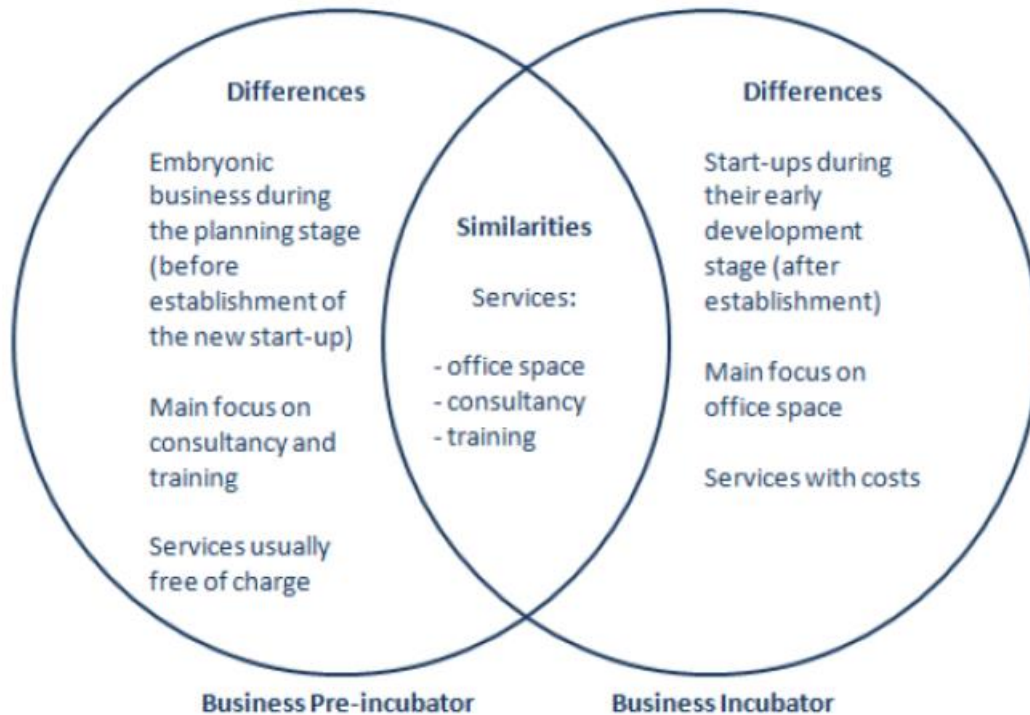 Differences
Embryonic
business during
the planning stage
(before
establishment of
the new start-up)
Main focus on
consultancy and
training
Services usually
free of charge
Similarities
Services:
- office space
- consultancy
- training
Differences
Start-ups during
their early
development
stage (after
establishment)
Main focus on
office space
Services with costs
Business Pre-incubator
Business Incubator